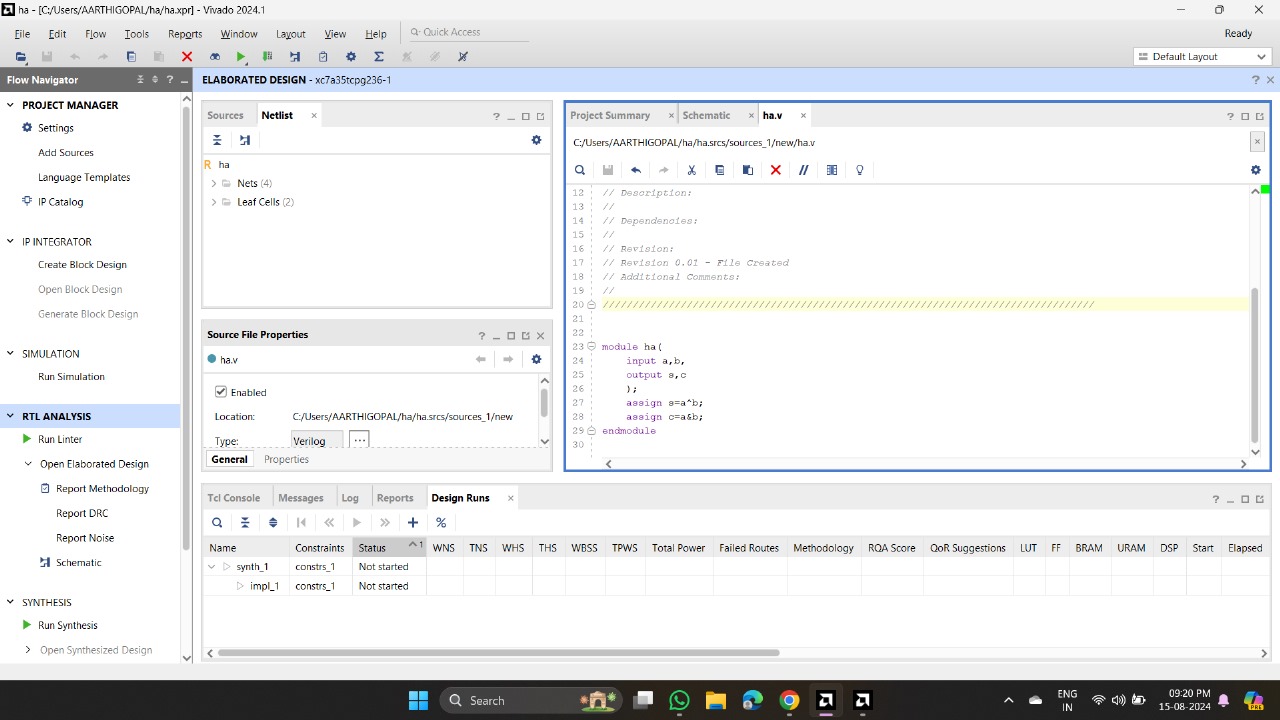 ha - [C:/Users/AARTHIGOPAL/ha/ha.xpr] - Vivado 2024.1
File Edit Flow Tools Reports Window Layout View Help Quick Access Ready
Default Layout
Flow Navigator
ELABORATED DESIGN - xc7a35tcpg236-1
PROJECT MANAGER
Settings
Add Sources
Language Templates
IP Catalog
IP INTEGRATOR
Create Block Design
Open Block Design
Generate Block Design
SIMULATION
Run Simulation
RTL ANALYSIS
Run Linter
Open Elaborated Design
Report Methodology
Report DRC
Report Noise
Schematic
SYNTHESIS
Run Synthesis
Open Synthesized Design
Sources Netlist
R ha
Nets (4)
Leaf Cells (2)
Source File Properties
ha.v
Enabled
Location: C:/Users/AARTHIGOPAL/ha/ha.srcs/sources_1/new
Type: Verilog ...
General Properties
Project Summary Schematic ha.v
C:/Users/AARTHIGOPAL/ha/ha.srcs/sources_1/new/ha.v
12 // Description:
13 //
14 // Dependencies:
15 //
16 // Revision:
17 // Revision 0.01 - File Created
18 // Additional Comments:
19 //
20 //////////////////////////////////////////////////////////////////////////////////
21
22
23 module ha(
24 input a,b,
25 output s,c
26 );
27 assign s=a^b;
28 assign c=a&b;
29 endmodule
30
Tcl Console Messages Log Reports Design Runs
Name Constraints Status 1 WNS TNS WHS THS WBSS TPWS Total Power Failed Routes Methodology RQA Score QoR Suggestions LUT FF BRAM URAM DSP Start Elapsed
synth_1 constrs_1 Not started
impl_1 constrs_1 Not started
Search
ENG
IN
09:20 PM
15-08-2024
PRE